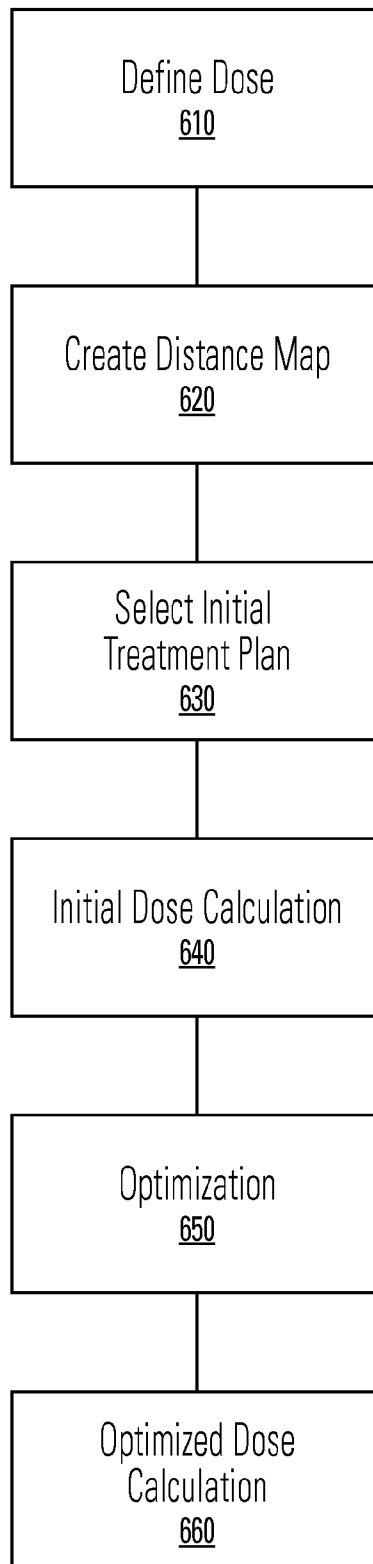 Define Dose
610
Create Distance Map
620
Select Initial
Treatment Plan
630
Initial Dose Calculation
640
Optimization
650
Optimized Dose
Calculation
660